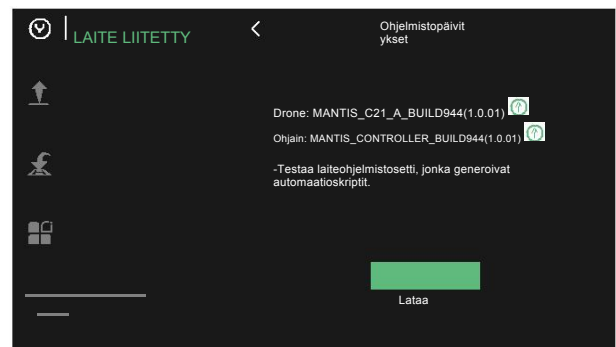 LAITE LIITETTY
Ohjelmistopäivit
ykset
Drone: MANTIS_C21_A_BUILD944(1.0.01)
Ohjain: MANTIS_CONTROLLER_BUILD944(1.0.01)
-Testaa laiteohjelmistosetti, jonka generoivat
automaatioskriptit.
Lataa